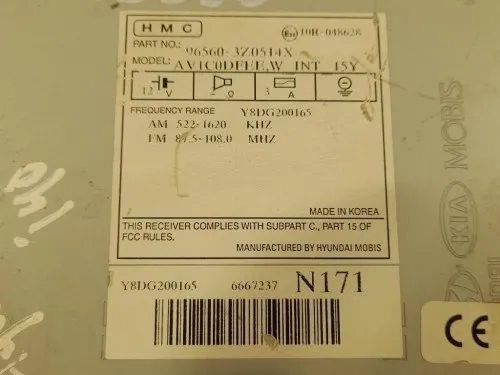 HMC
E11 10R-048628
PART NO.: 96560-3Z0514X
MODEL: AV1C0DFEE,W INT 15Y
12 V
2 Ω
3 A
FREQUENCY RANGE Y8DG200165
AM 522-1620 KHZ
FM 87.5-108.0 MHZ
MADE IN KOREA
THIS RECEIVER COMPLIES WITH SUBPART C., PART 15 OF
FCC RULES.
MANUFACTURED BY HYUNDAI MOBIS
Y8DG200165 6667237 N171
KIA MOBIS
CE